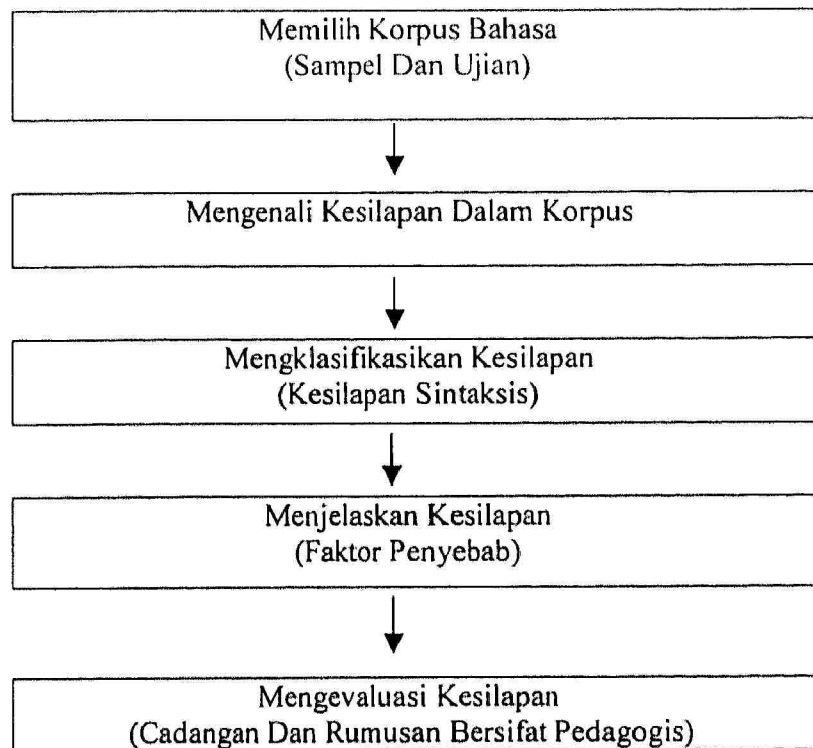 Memilih Korpus Bahasa
(Sampel Dan Ujian)
Mengenali Kesilapan Dalam Korpus
Mengklasifikasikan Kesilapan
(Kesilapan Sintaksis)
Menjelaskan Kesilapan
(Faktor Penyebab)
Mengevaluasi Kesilapan
(Cadangan Dan Rumusan Bersifat Pedagogis)